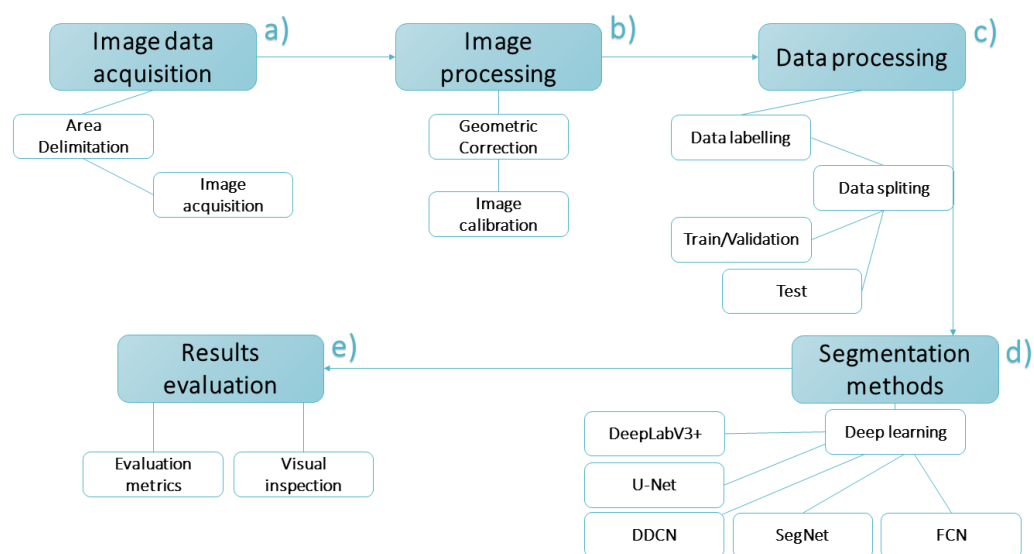 Image data
acquisition
a)
Area
Delimitation
Image
acquisition
Image
processing
b)
Geometric
Correction
Image
calibration
Data processing
c)
Data labelling
Data spliting
Train/Validation
Test
Segmentation
methods
d)
Deep learning
DeepLabV3+
U-Net
DDCN
SegNet
FCN
Results
evaluation
e)
Evaluation
metrics
Visual
inspection